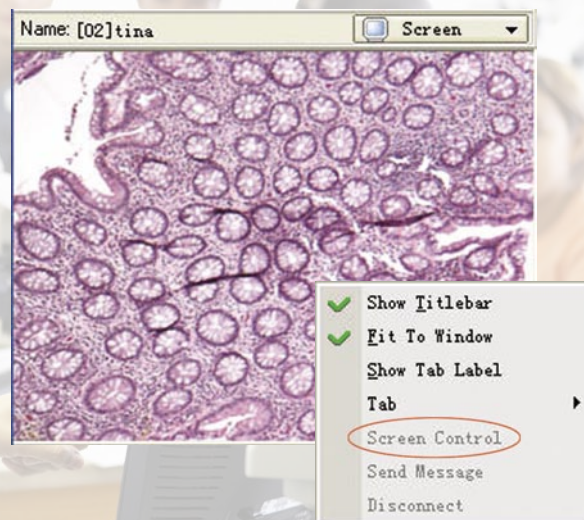 Name: [02]tina
Screen
Show Titlebar
Fit To Window
Show Tab Label
Tab
Screen Control
Send Message
Disconnect